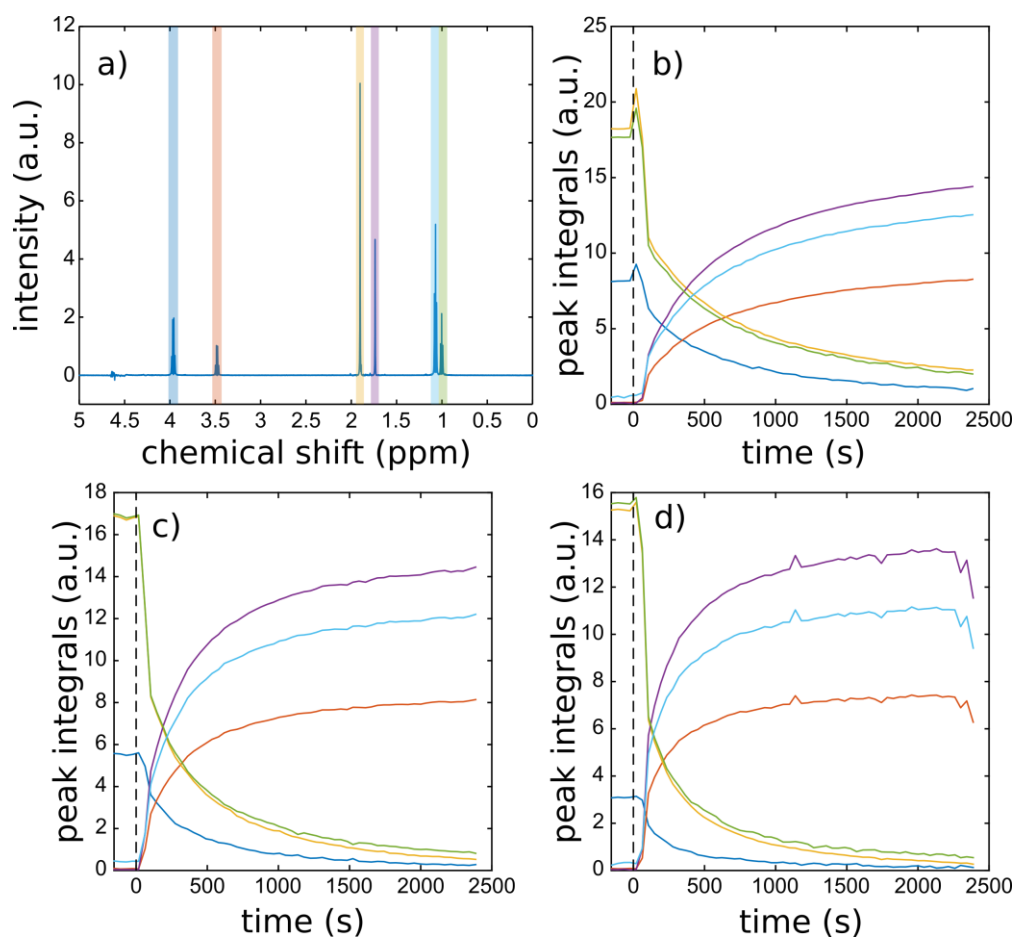 a)
intensity (a.u.)
12
10
8
6
4
2
0
5 4.5 4 3.5 3 2.5 2 1.5 1 0.5 0
chemical shift (ppm)
b)
peak integrals (a.u.)
25
20
15
10
5
0
0 500 1000 1500 2000 2500
time (s)
c)
peak integrals (a.u.)
18
16
14
12
10
8
6
4
2
0
0 500 1000 1500 2000 2500
time (s)
d)
peak integrals (a.u.)
16
14
12
10
8
6
4
2
0
0 500 1000 1500 2000 2500
time (s)